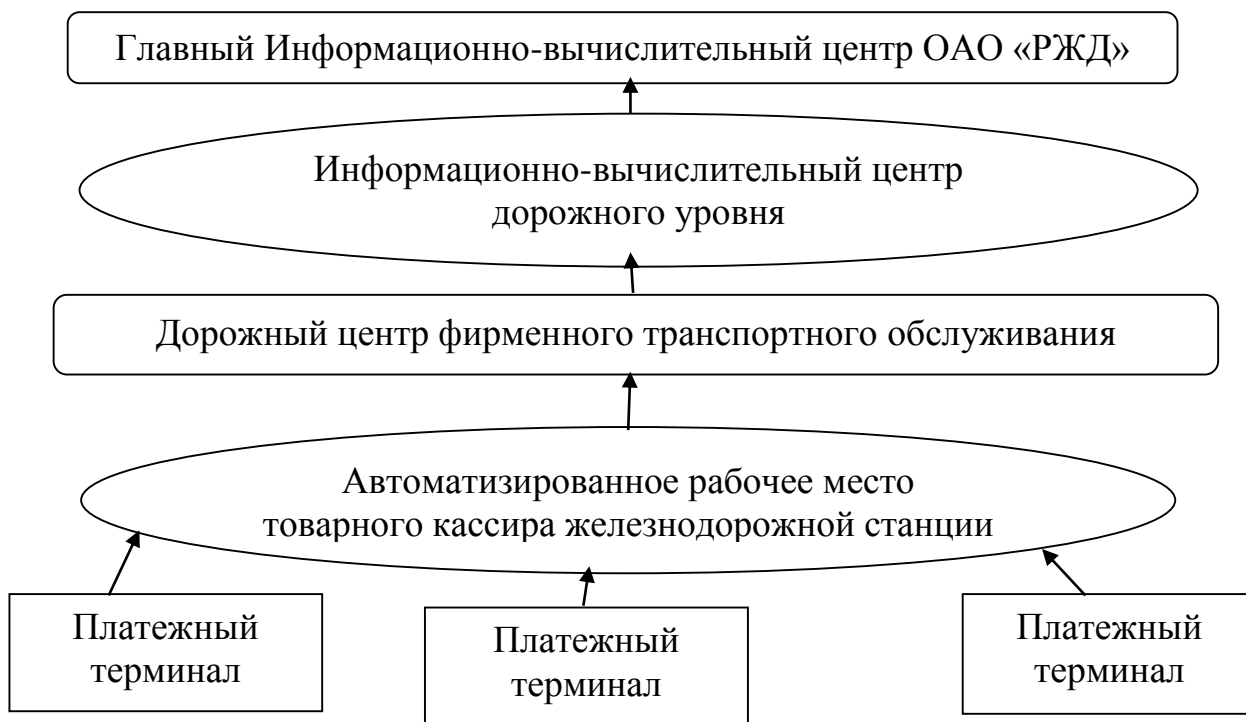 Главный Информационно-вычислительный центр ОАО «РЖД»
Информационно-вычислительный центр
дорожного уровня
Дорожный центр фирменного транспортного обслуживания
Автоматизированное рабочее место
товарного кассира железнодорожной станции
Платежный
терминал
Платежный
терминал
Платежный
терминал